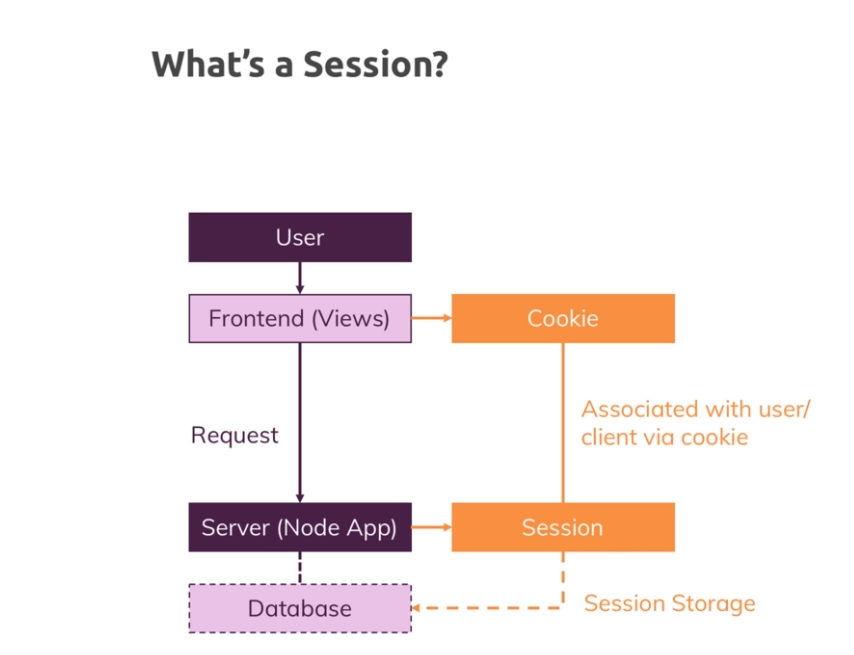 What’s a Session?
User
Frontend (Views)
Cookie
Associated with user/
client via cookie
Request
Server (Node App)
Session
Database
Session Storage